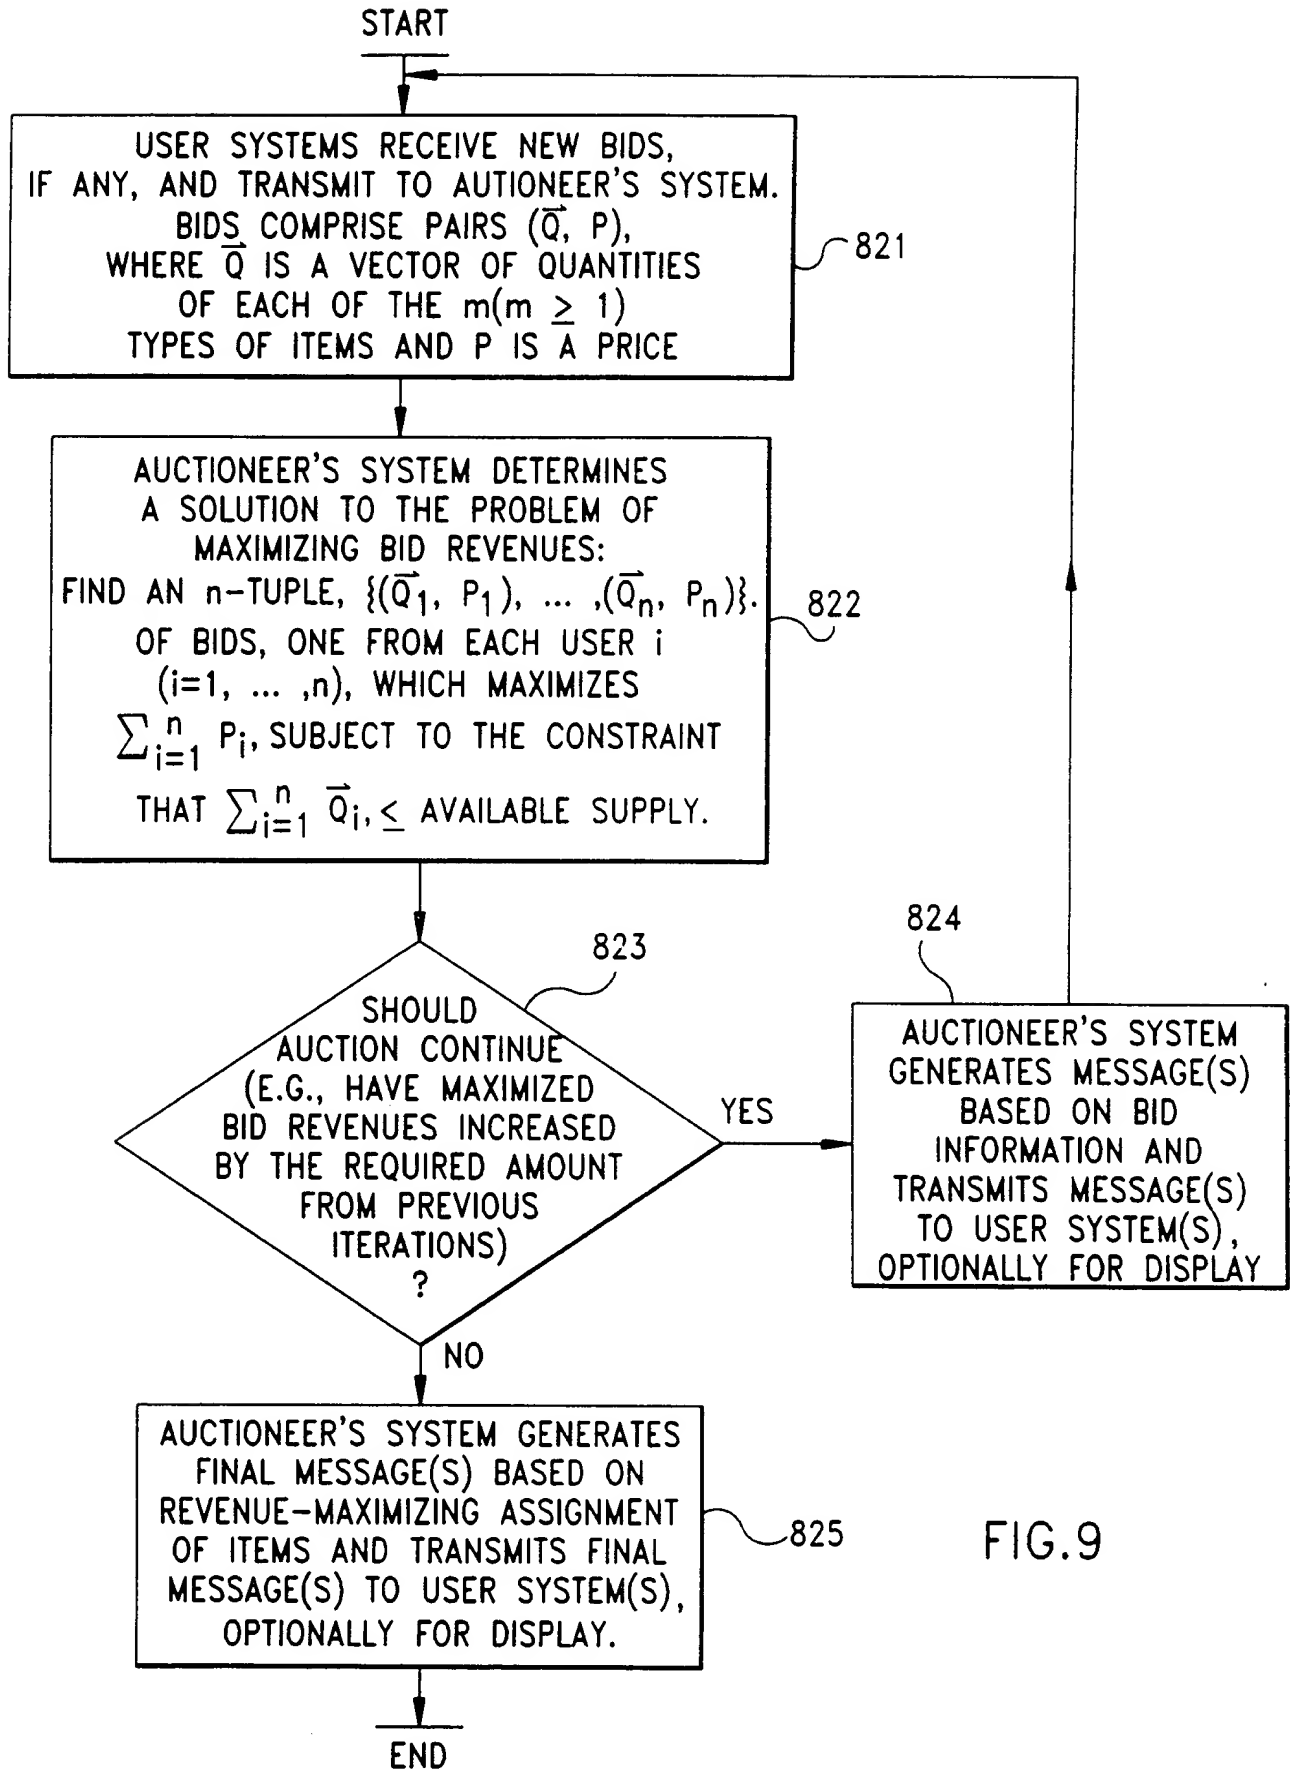 START
USER SYSTEMS RECEIVE NEW BIDS,
IF ANY, AND TRANSMIT TO AUTIONEER'S SYSTEM.
BIDS COMPRISE PAIRS (Q⃗, P),
WHERE Q⃗ IS A VECTOR OF QUANTITIES
OF EACH OF THE m(m ≥ 1)
TYPES OF ITEMS AND P IS A PRICE
821
AUCTIONEER'S SYSTEM DETERMINES
A SOLUTION TO THE PROBLEM OF
MAXIMIZING BID REVENUES:
FIND AN n-TUPLE, {(Q⃗₁, P₁), ... ,(Q⃗ₙ, Pₙ)}.
OF BIDS, ONE FROM EACH USER i
(i=1, ... ,n), WHICH MAXIMIZES
∑ᵢ₌₁ⁿ Pᵢ, SUBJECT TO THE CONSTRAINT
THAT ∑ᵢ₌₁ⁿ Q⃗ᵢ, ≤ AVAILABLE SUPPLY.
822
823
SHOULD
AUCTION CONTINUE
(E.G., HAVE MAXIMIZED
BID REVENUES INCREASED
BY THE REQUIRED AMOUNT
FROM PREVIOUS
ITERATIONS)
?
YES
NO
824
AUCTIONEER'S SYSTEM
GENERATES MESSAGE(S)
BASED ON BID
INFORMATION AND
TRANSMITS MESSAGE(S)
TO USER SYSTEM(S),
OPTIONALLY FOR DISPLAY
AUCTIONEER'S SYSTEM GENERATES
FINAL MESSAGE(S) BASED ON
REVENUE-MAXIMIZING ASSIGNMENT
OF ITEMS AND TRANSMITS FINAL
MESSAGE(S) TO USER SYSTEM(S),
OPTIONALLY FOR DISPLAY.
825
END
FIG.9